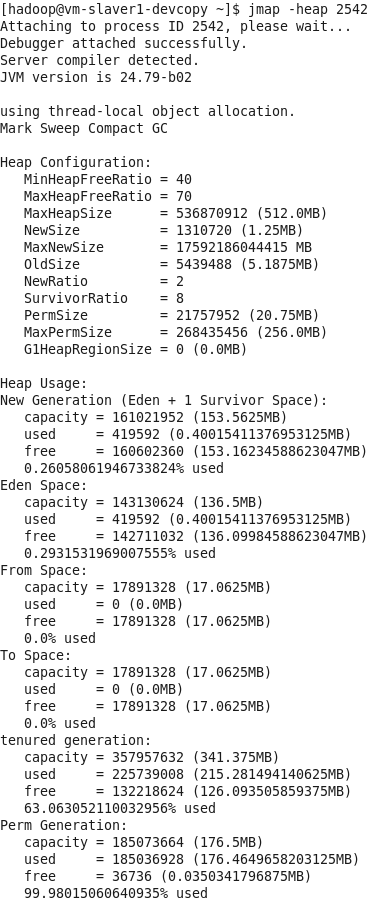 [hadoop@vm-slaver1-devcopy ~]$ jmap -heap 2542
Attaching to process ID 2542, please wait...
Debugger attached successfully.
Server compiler detected.
JVM version is 24.79-b02

using thread-local object allocation.
Mark Sweep Compact GC

Heap Configuration:
   MinHeapFreeRatio = 40
   MaxHeapFreeRatio = 70
   MaxHeapSize      = 536870912 (512.0MB)
   NewSize          = 1310720 (1.25MB)
   MaxNewSize       = 17592186044415 MB
   OldSize          = 5439488 (5.1875MB)
   NewRatio         = 2
   SurvivorRatio    = 8
   PermSize         = 21757952 (20.75MB)
   MaxPermSize      = 268435456 (256.0MB)
   G1HeapRegionSize = 0 (0.0MB)

Heap Usage:
New Generation (Eden + 1 Survivor Space):
   capacity = 161021952 (153.5625MB)
   used     = 419592 (0.40015411376953125MB)
   free     = 160602360 (153.16234588623047MB)
   0.26058061946733824% used
Eden Space:
   capacity = 143130624 (136.5MB)
   used     = 419592 (0.40015411376953125MB)
   free     = 142711032 (136.09984588623047MB)
   0.2931531969007555% used
From Space:
   capacity = 17891328 (17.0625MB)
   used     = 0 (0.0MB)
   free     = 17891328 (17.0625MB)
   0.0% used
To Space:
   capacity = 17891328 (17.0625MB)
   used     = 0 (0.0MB)
   free     = 17891328 (17.0625MB)
   0.0% used
tenured generation:
   capacity = 357957632 (341.375MB)
   used     = 225739008 (215.281494140625MB)
   free     = 132218624 (126.093505859375MB)
   63.063052110032956% used
Perm Generation:
   capacity = 185073664 (176.5MB)
   used     = 185036928 (176.4649658203125MB)
   free     = 36736 (0.0350341796875MB)
   99.98015060640935% used